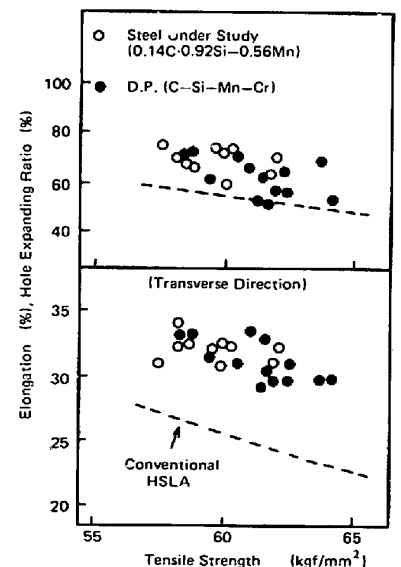 Steel Under Study
(0.14C·0.92Si–0.56Mn)
D.P. (C–Si–Mn–Cr)
Elongation (%), Hole Expanding Ratio (%)
100
80
60
40
(Transverse Direction)
35
30
25
20
Conventional
HSLA
55
60
65
Tensile Strength (kgf/mm²)